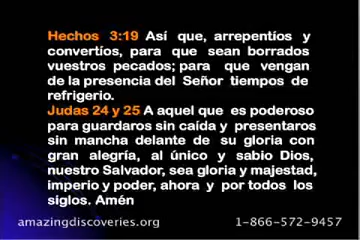 Hechos 3:19 Así que, arrepentíos y
convertíos, para que sean borrados
vuestros pecados; para que vengan
de la presencia del Señor tiempos de
refrigerio.
Judas 24 y 25 A aquel que es poderoso
para guardaros sin caída y presentaros
sin mancha delante de su gloria con
gran alegría, al único y sabio Dios,
nuestro Salvador, sea gloria y majestad,
imperio y poder, ahora y por todos los
siglos. Amén
amazingdiscoveries.org 1-866-572-9457